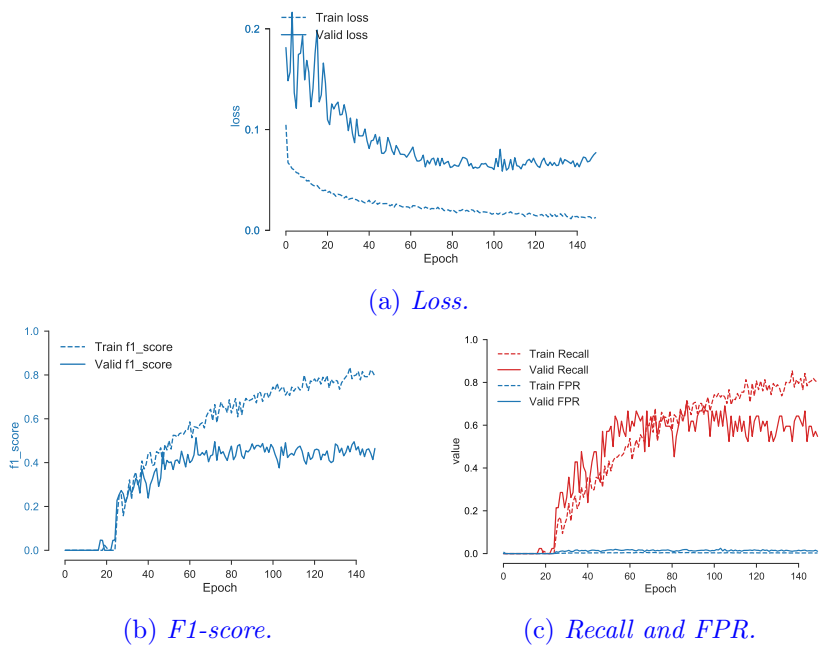 Train loss
Valid loss
0.2
0.1
0.0
loss
0 20 40 60 80 100 120 140
Epoch
(a) Loss.
1.0
0.8
0.6
0.4
0.2
0.0
f1_score
Train f1_score
Valid f1_score
0 20 40 60 80 100 120 140
Epoch
(b) F1-score.
1.0
0.8
0.6
0.4
0.2
0.0
value
Train Recall
Valid Recall
Train FPR
Valid FPR
0 20 40 60 80 100 120 140
Epoch
(c) Recall and FPR.